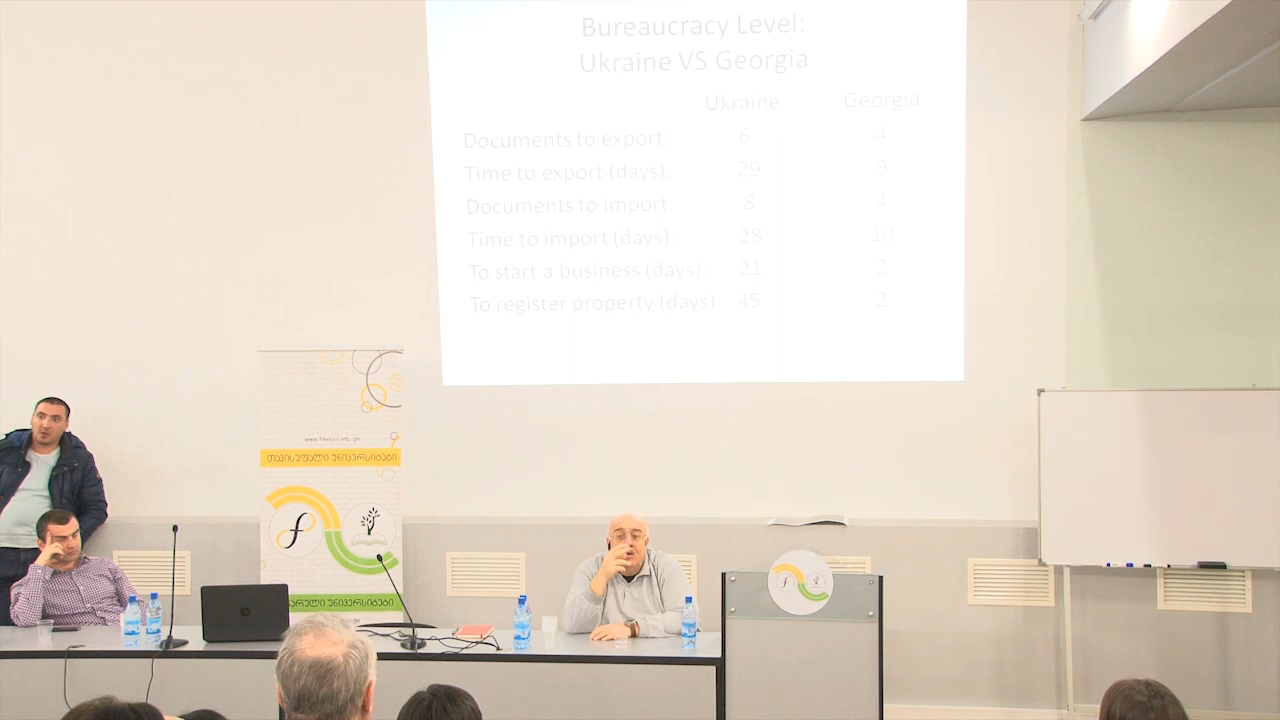 Bureaucracy Level:
Ukraine VS Georgia
Ukraine Georgia
Documents to export: 6 4
Time to export (days): 29 9
Documents to import: 8 4
Time to import (days): 28 10
To start a business (days): 21 2
To register property (days): 45 2
www.freeuni.edu.ge
თავისუფალი უნივერსიტეტი
უნივერსიტეტი
hp